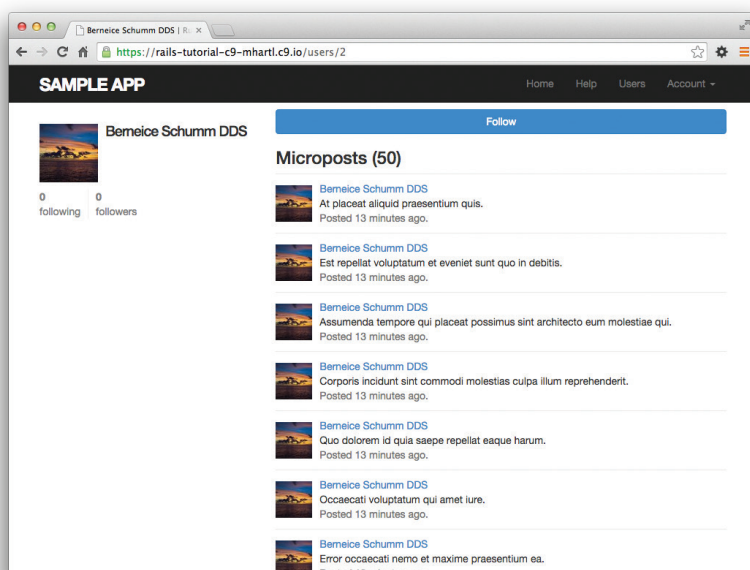 Berneice Schumm DDS | R
https://rails-tutorial-c9-mhartl.c9.io/users/2
SAMPLE APP
Home Help Users Account
Berneice Schumm DDS
0 following
0 followers
Follow
Microposts (50)
Berneice Schumm DDS
At placeat aliquid praesentium quis.
Posted 13 minutes ago.
Berneice Schumm DDS
Est repellat voluptatum et eveniet sunt quo in debitis.
Posted 13 minutes ago.
Berneice Schumm DDS
Assumenda tempore qui placeat possimus sint architecto eum molestiae qui.
Posted 13 minutes ago.
Berneice Schumm DDS
Corporis incidunt sint commodi molestias culpa illum reprehenderit.
Posted 13 minutes ago.
Berneice Schumm DDS
Quo dolorem id quia saepe repellat eaque harum.
Posted 13 minutes ago.
Berneice Schumm DDS
Occaecati voluptatum qui amet iure.
Posted 13 minutes ago.
Berneice Schumm DDS
Error occaecati nemo et maxime praesentium ea.